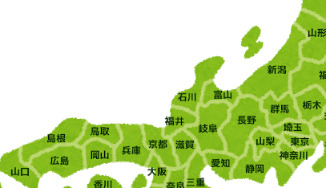 山形
新潟
石川
富山
群馬
栃木
福井
岐阜
長野
埼玉
島根
鳥取
京都
滋賀
山梨
東京
山口
広島
岡山
兵庫
愛知
静岡
神奈川
香川
大阪
奈良
三重